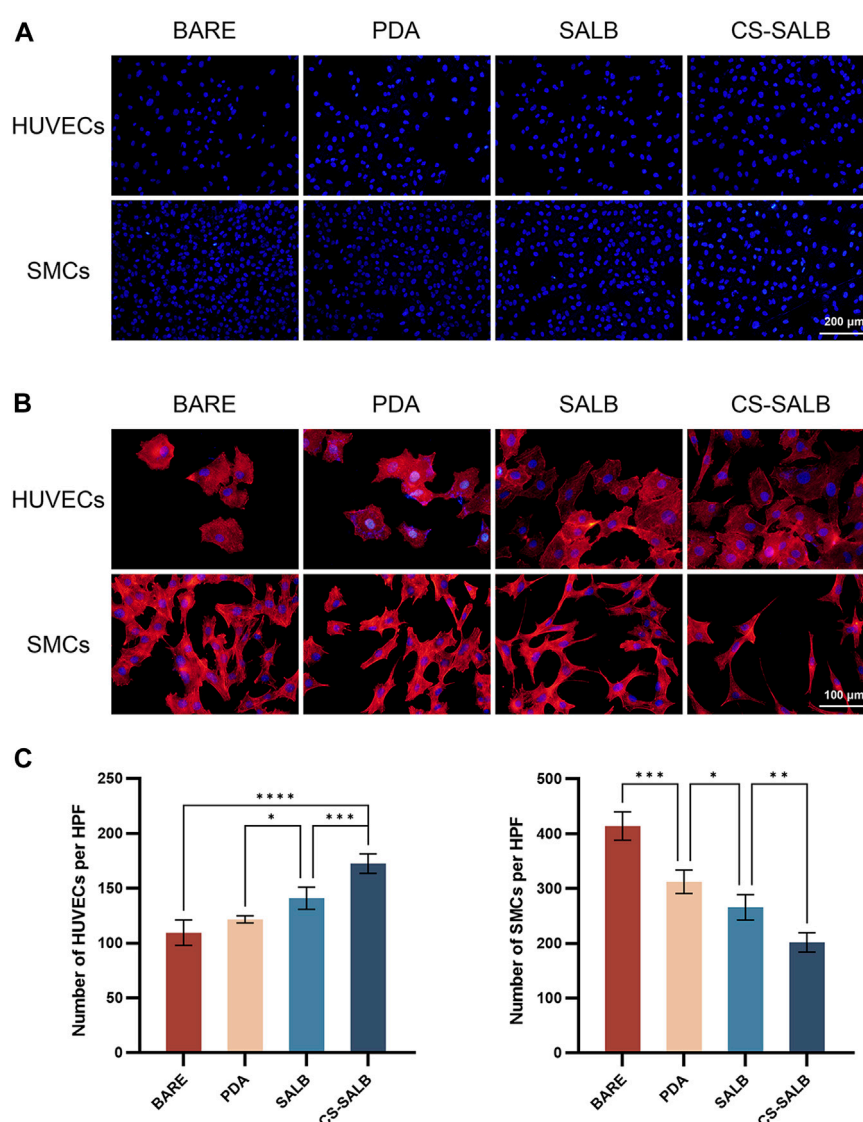 A
BARE PDA SALB CS-SALB
HUVECs
SMCs
200 µm
B
BARE PDA SALB CS-SALB
HUVECs
SMCs
100 µm
C
Number of HUVECs per HPF
250
200
150
100
50
0
****
* ***
BARE PDA SALB CS-SALB
Number of SMCs per HPF
500
400
300
200
100
0
*** * **
BARE PDA SALB CS-SALB